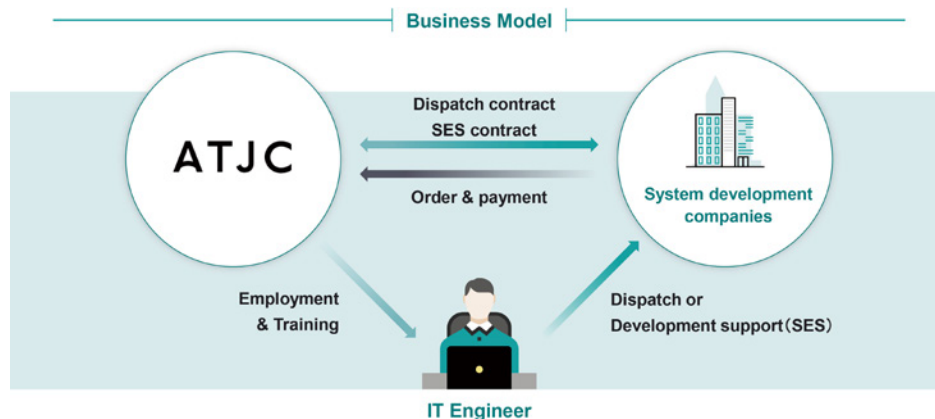 Business Model
ATJC
Dispatch contract
SES contract
Order & payment
System development
companies
Employment
& Training
Dispatch or
Development support(SES)
IT Engineer